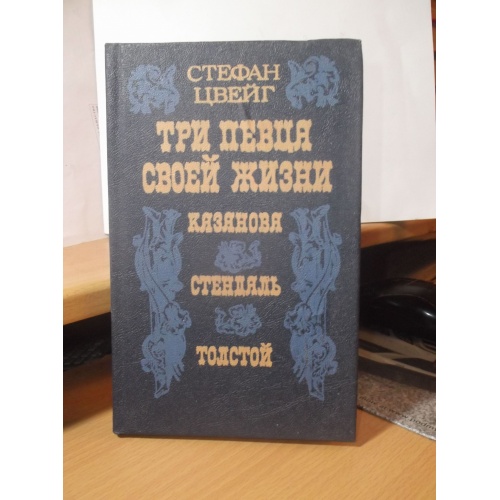 СТЕФАН
ЦВЕЙГ
ТРИ ПЕВЦА
СВОЕЙ ЖИЗНИ
КАЗАНОВА
СТЕНДАЛЬ
ТОЛСТОЙ